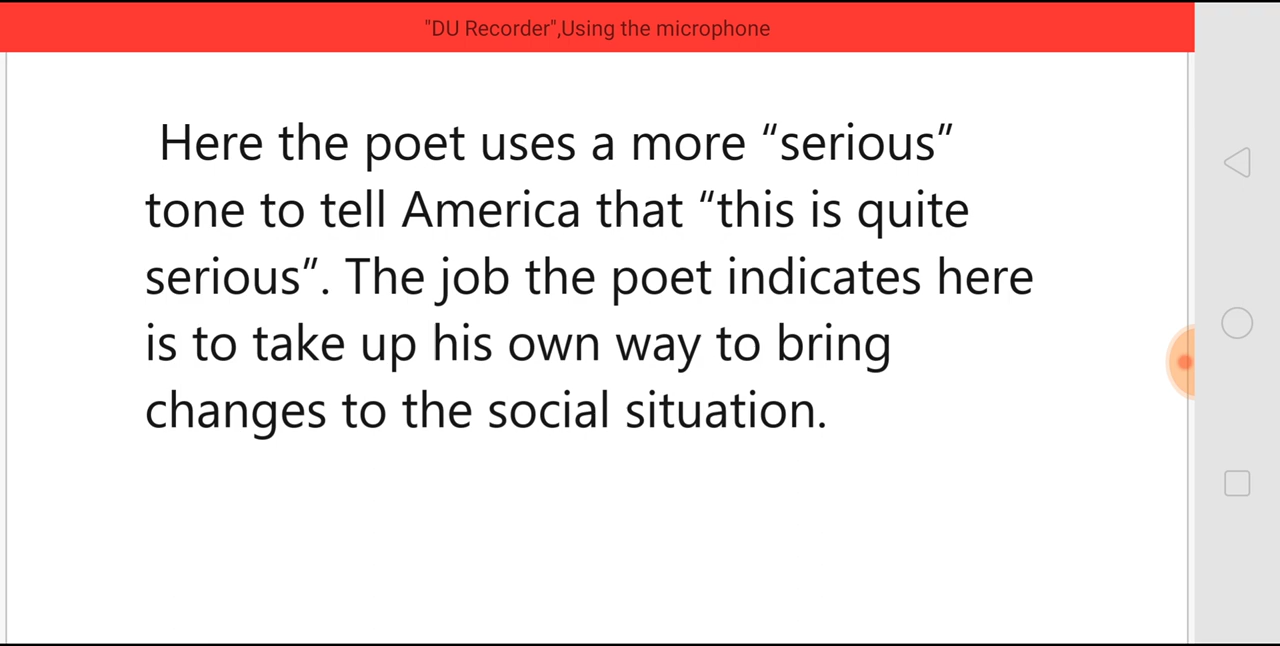 "DU Recorder",Using the microphone
Here the poet uses a more “serious”
tone to tell America that “this is quite
serious”. The job the poet indicates here
is to take up his own way to bring
changes to the social situation.